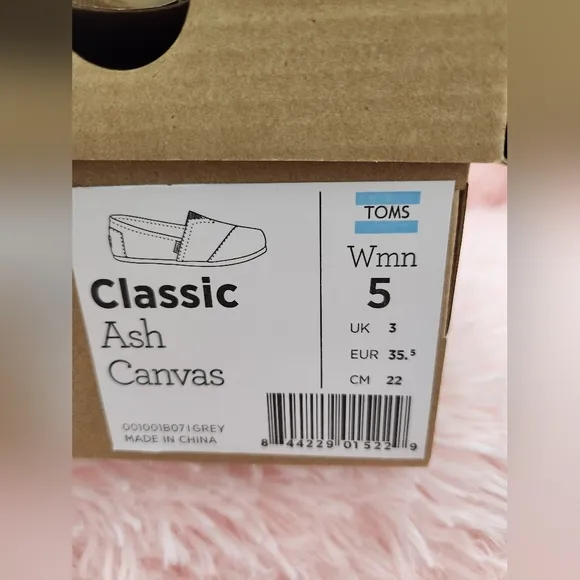 Classic
Ash
Canvas
001001B07 | GREY
MADE IN CHINA
TOMS
Wmn
5
UK 3
EUR 35.⁵
CM 22
8 44229 01522 9